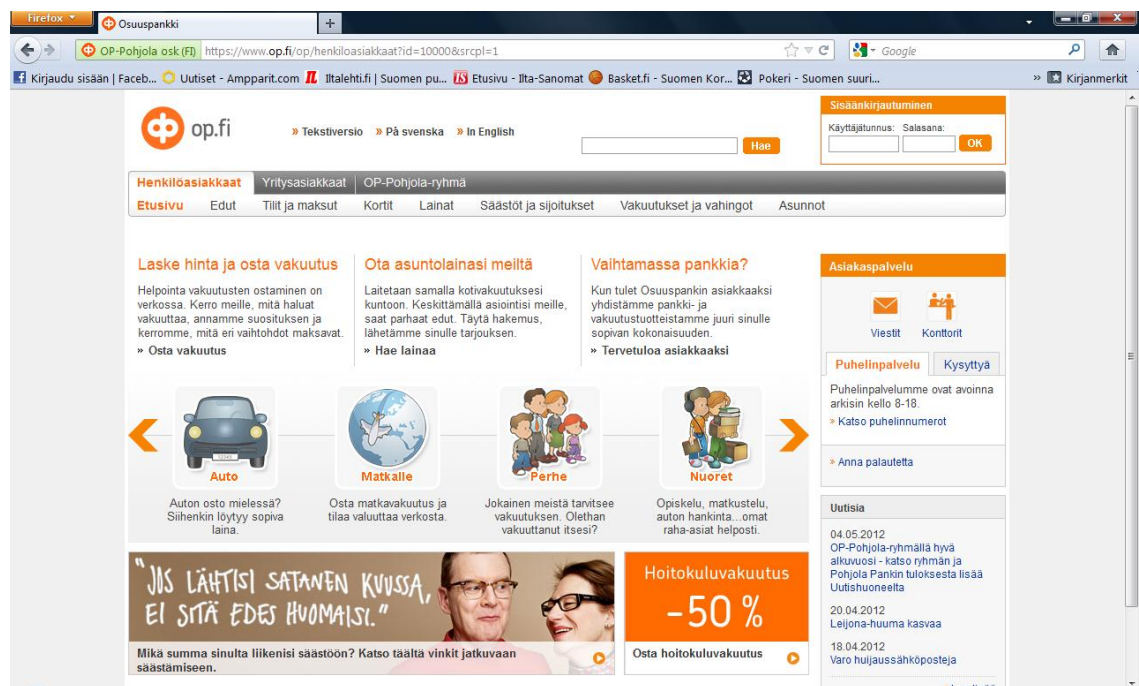 Firefox
Osuuspankki
OP-Pohjola osk (FI) https://www.op.fi/op/henkiloasiakkaat?id=10000&srcpl=1
Google
Kirjaudu sisään | Faceb... Uutiset - Ampparit.com Iltalehti.fi | Suomen pu... Etusivu - Ilta-Sanomat Basket.fi - Suomen Kor... Pokeri - Suomen suuri... » Kirjanmerkit
op.fi
» Tekstiversio » På svenska » In English
Hae
Sisäänkirjautuminen
Käyttäjätunnus: Salasana:
OK
Henkilöasiakkaat Yritysasiakkaat OP-Pohjola-ryhmä
Etusivu Edut Tilit ja maksut Kortit Lainat Säästöt ja sijoitukset Vakuutukset ja vahingot Asunnot
Laske hinta ja osta vakuutus
Helpointa vakuutusten ostaminen on
verkossa. Kerro meille, mitä haluat
vakuuttaa, annamme suosituksen ja
kerromme, mitä eri vaihtohdot maksavat.
» Osta vakuutus
Ota asuntolainasi meiltä
Laitetaan samalla kotivakuutuksesi
kuntoon. Keskittämällä asiointisi meille,
saat parhaat edut. Täytä hakemus,
lähetämme sinulle tarjouksen.
» Hae lainaa
Vaihtamassa pankkia?
Kun tulet Osuuspankin asiakkaaksi
yhdistämme pankki- ja
vakuutustuotteistamme juuri sinulle
sopivan kokonaisuuden.
» Tervetuloa asiakkaaksi
Asiakaspalvelu
Viestit Konttorit
Puhelinpalvelu Kysyttyä
Puhelinpalvelumme ovat avoinna
arkisin kello 8-18.
» Katso puhelinnumerot
» Anna palautetta
Auto
Auton osto mielessä?
Siihenkin löytyy sopiva
laina.
Matkalle
Osta matkavakuutus ja
tilaa valuuttaa verkosta.
Perhe
Jokainen meistä tarvitsee
vakuutuksen. Olethan
vakuuttanut itsesi?
Nuoret
Opiskelu, matkustelu,
auton hankinta...omat
raha-asiat helposti.
Uutisia
04.05.2012
OP-Pohjola-ryhmällä hyvä
alkuvuosi - katso ryhmän ja
Pohjola Pankin tuloksesta lisää
Uutishuoneelta
20.04.2012
Leijona-huuma kasvaa
18.04.2012
Varo huijaussähköposteja
"JOS LÄHTISI SATANEN KUUSSA,
EI SITÄ EDES HUOMAISI."
Mikä summa sinulta liikenisi säästöön? Katso täältä vinkit jatkuvaan
säästämiseen.
Hoitokuluvakuutus
-50 %
Osta hoitokuluvakuutus